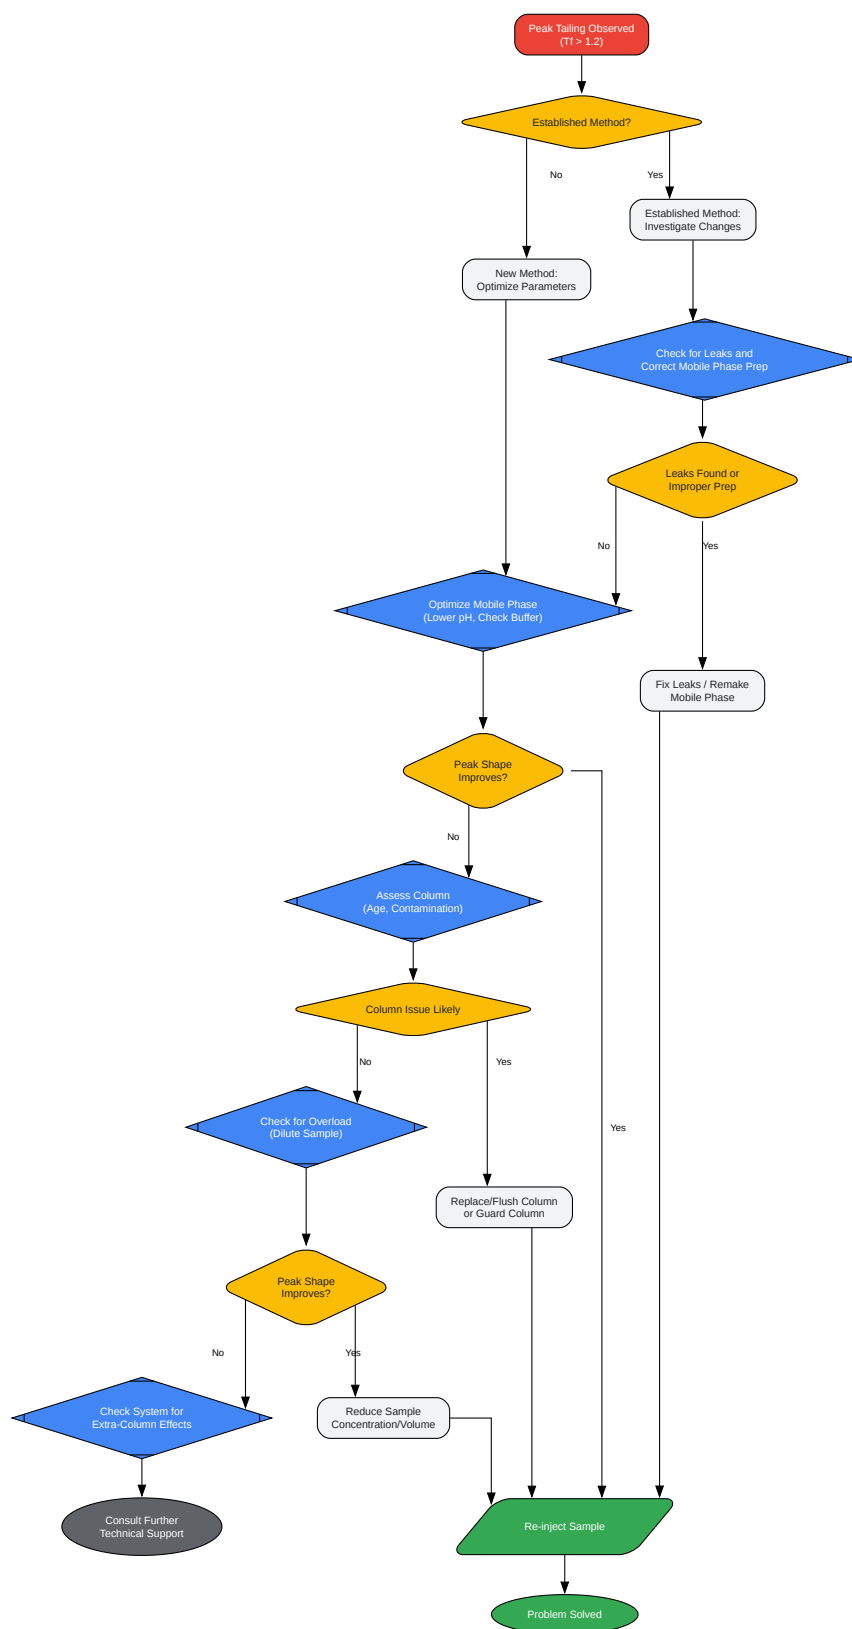 Peak Tailing Observed
(Tf > 1.2)
Established Method?
No
Yes
Established Method:
Investigate Changes
New Method:
Optimize Parameters
Check for Leaks and
Correct Mobile Phase Prep
Leaks Found or
Improper Prep
No
Yes
Optimize Mobile Phase
(Lower pH, Check Buffer)
Fix Leaks / Remake
Mobile Phase
Peak Shape
Improves?
No
Assess Column
(Age, Contamination)
Column Issue Likely
No
Yes
Check for Overload
(Dilute Sample)
Yes
Replace/Flush Column
or Guard Column
Peak Shape
Improves?
No
Yes
Check System for
Extra-Column Effects
Reduce Sample
Concentration/Volume
Consult Further
Technical Support
Re-inject Sample
Problem Solved